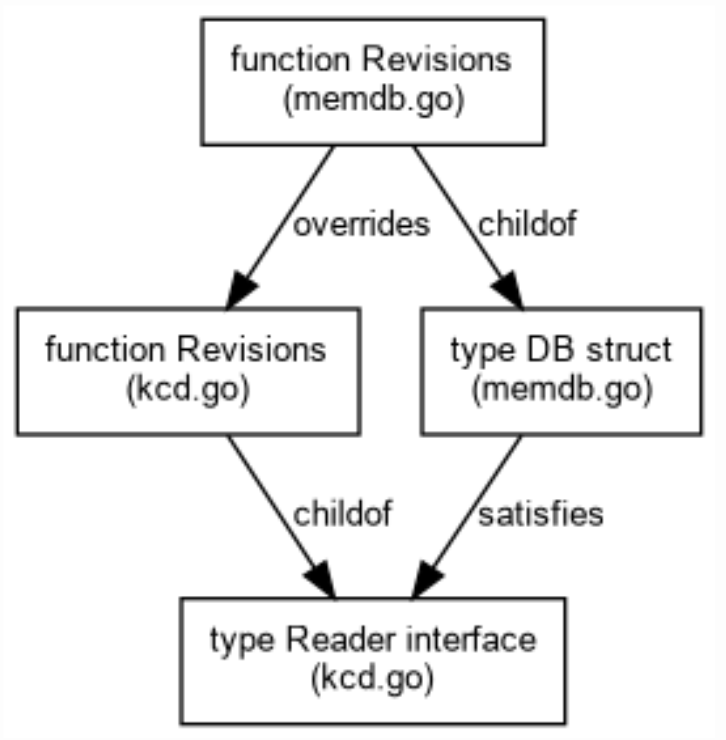 function Revisions
(memdb.go)
overrides
childof
function Revisions
(kcd.go)
type DB struct
(memdb.go)
childof
satisfies
type Reader interface
(kcd.go)